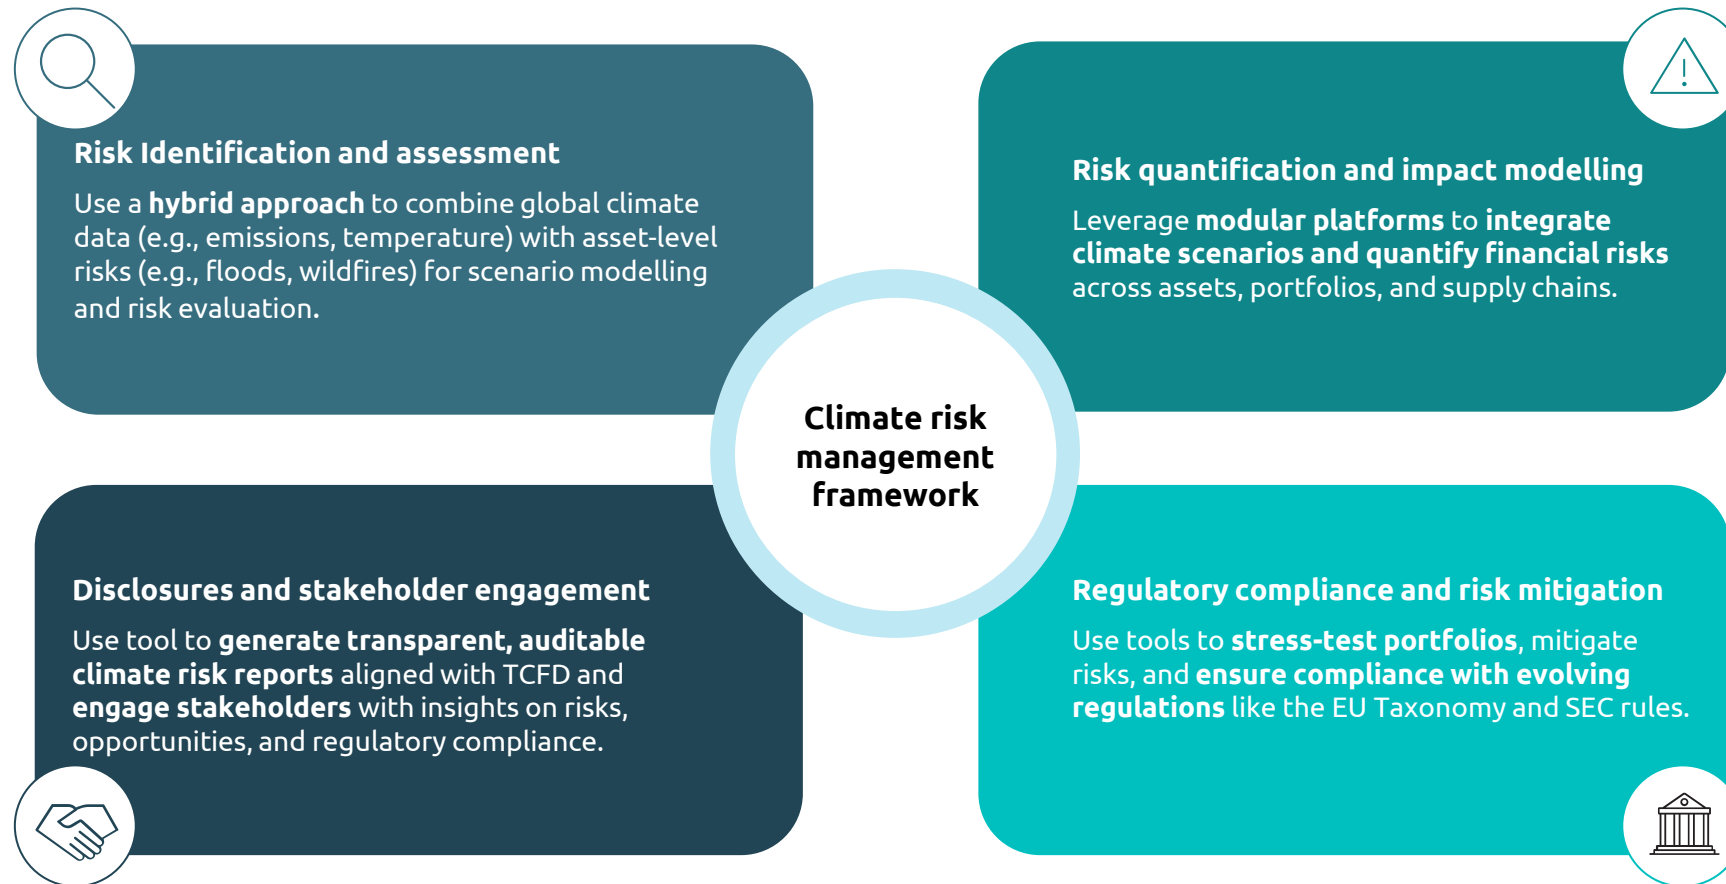 Risk Identification and assessment
Use a hybrid approach to combine global climate
data (e.g., emissions, temperature) with asset-level
risks (e.g., floods, wildfires) for scenario modelling
and risk evaluation.
Risk quantification and impact modelling
Leverage modular platforms to integrate
climate scenarios and quantify financial risks
across assets, portfolios, and supply chains.
Climate risk
management
framework
Disclosures and stakeholder engagement
Use tool to generate transparent, auditable
climate risk reports aligned with TCFD and
engage stakeholders with insights on risks,
opportunities, and regulatory compliance.
Regulatory compliance and risk mitigation
Use tools to stress-test portfolios, mitigate
risks, and ensure compliance with evolving
regulations like the EU Taxonomy and SEC rules.